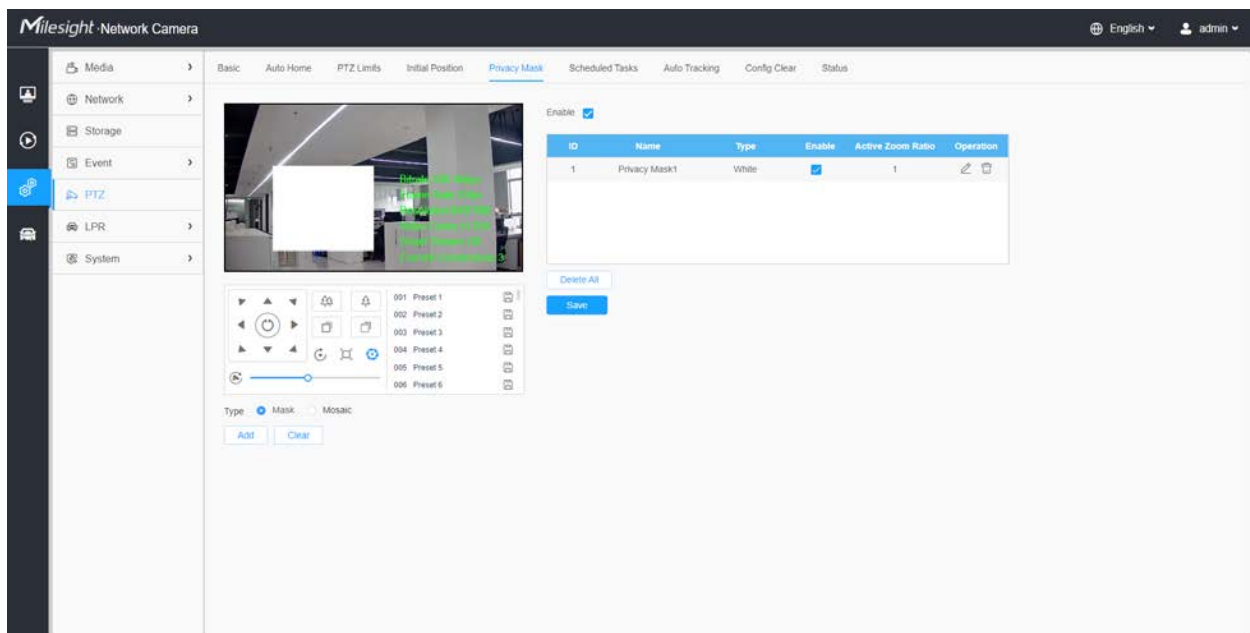 Milesight ·Network Camera
English
admin
Media
Network
Storage
Event
PTZ
LPR
System
Basic
Auto Home
PTZ Limits
Initial Position
Privacy Mask
Scheduled Tasks
Auto Tracking
Config Clear
Status
Enable
ID Name Type Enable Active Zoom Ratio Operation
1 Privacy Mask1 White 1
Delete All
Save
001 Preset 1
002 Preset 2
003 Preset 3
004 Preset 4
005 Preset 5
006 Preset 6
Type Mask Mosaic
Add Clear